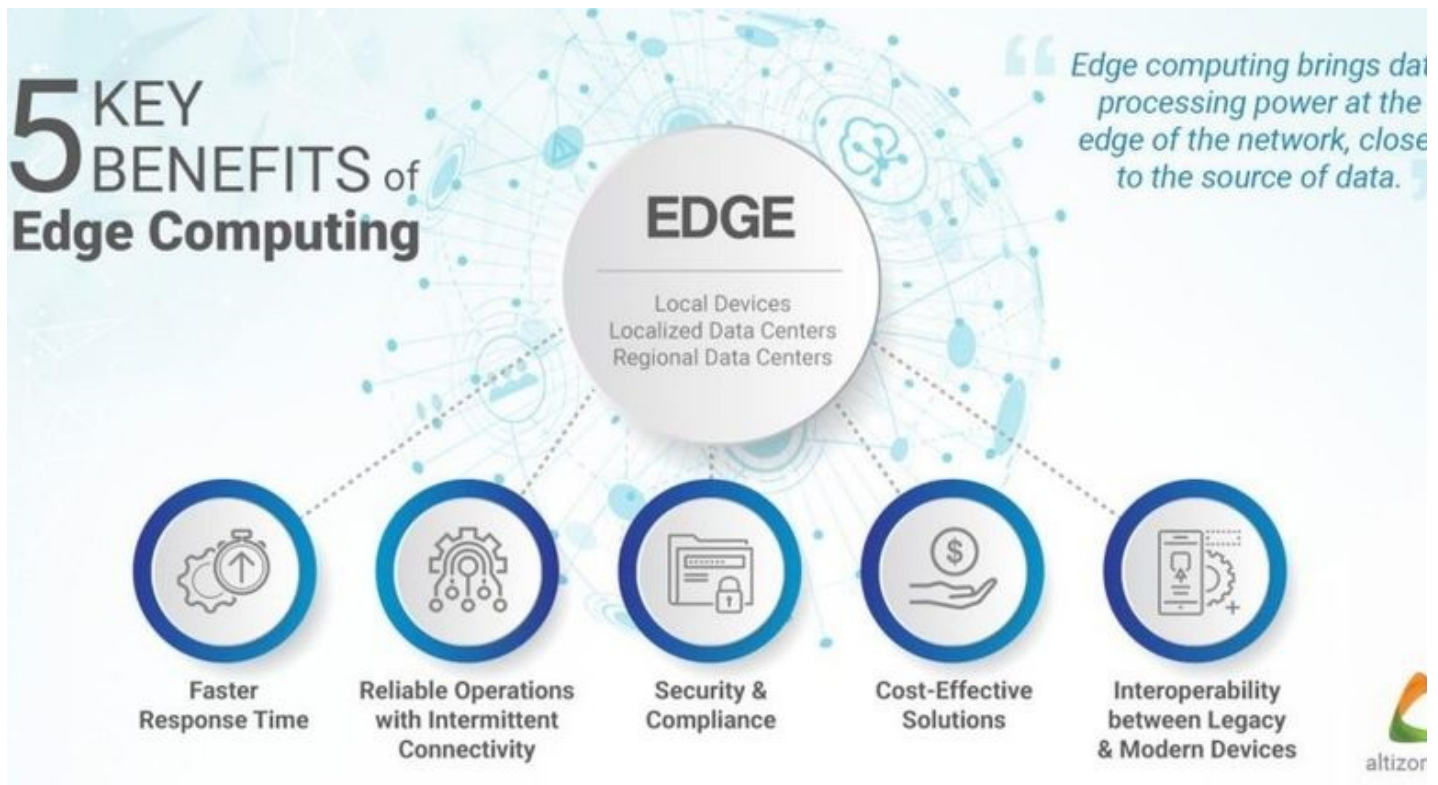 5 KEY
BENEFITS of
Edge Computing
Edge computing brings dat
processing power at the
edge of the network, close
to the source of data.
EDGE
Local Devices
Localized Data Centers
Regional Data Centers
$
Faster
Response Time
Reliable Operations
with Intermittent
Connectivity
Security &
Compliance
Cost-Effective
Solutions
Interoperability
between Legacy
& Modern Devices
altizon